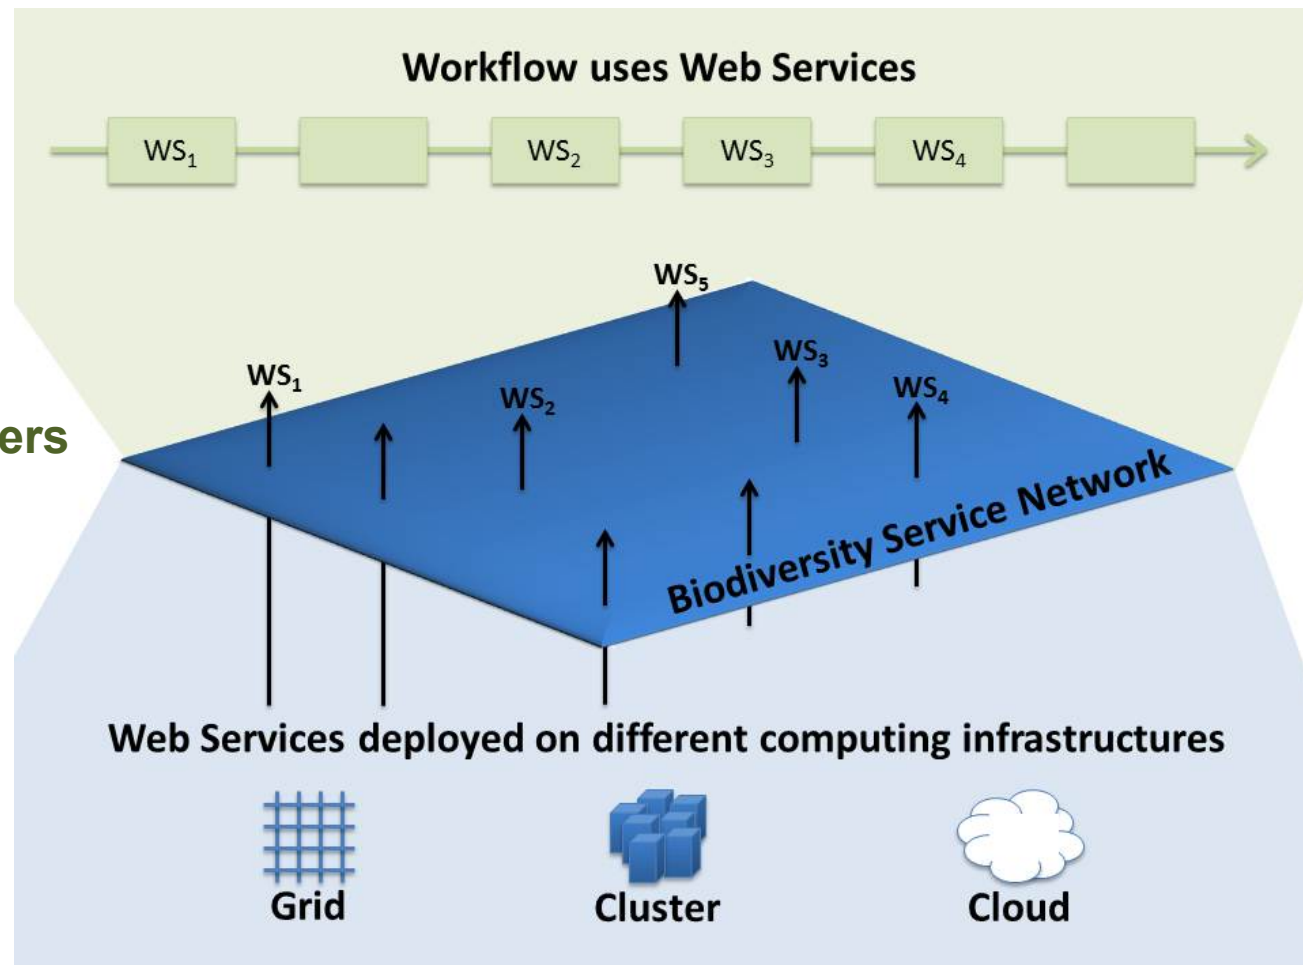 Workflow uses Web Services
WS₁ WS₂ WS₃ WS₄
WS₅
WS₃
WS₁
WS₄
WS₂
ers
Biodiversity Service Network
Web Services deployed on different computing infrastructures
Grid Cluster Cloud